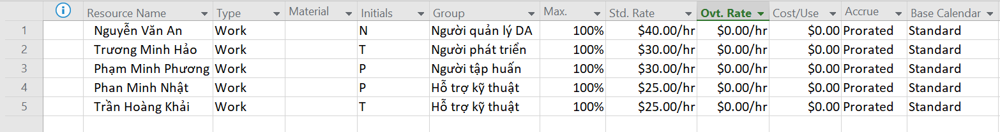 Resource Name Type Material Initials Group Max. Std. Rate Ovt. Rate Cost/Use Accrue Base Calendar
1 Nguyễn Văn An Work N Người quản lý DA 100% $40.00/hr $0.00/hr $0.00 Prorated Standard
2 Trương Minh Hảo Work T Người phát triển 100% $30.00/hr $0.00/hr $0.00 Prorated Standard
3 Phạm Minh Phương Work P Người tập huấn 100% $30.00/hr $0.00/hr $0.00 Prorated Standard
4 Phan Minh Nhật Work P Hỗ trợ kỹ thuật 100% $25.00/hr $0.00/hr $0.00 Prorated Standard
5 Trần Hoàng Khải Work T Hỗ trợ kỹ thuật 100% $25.00/hr $0.00/hr $0.00 Prorated Standard